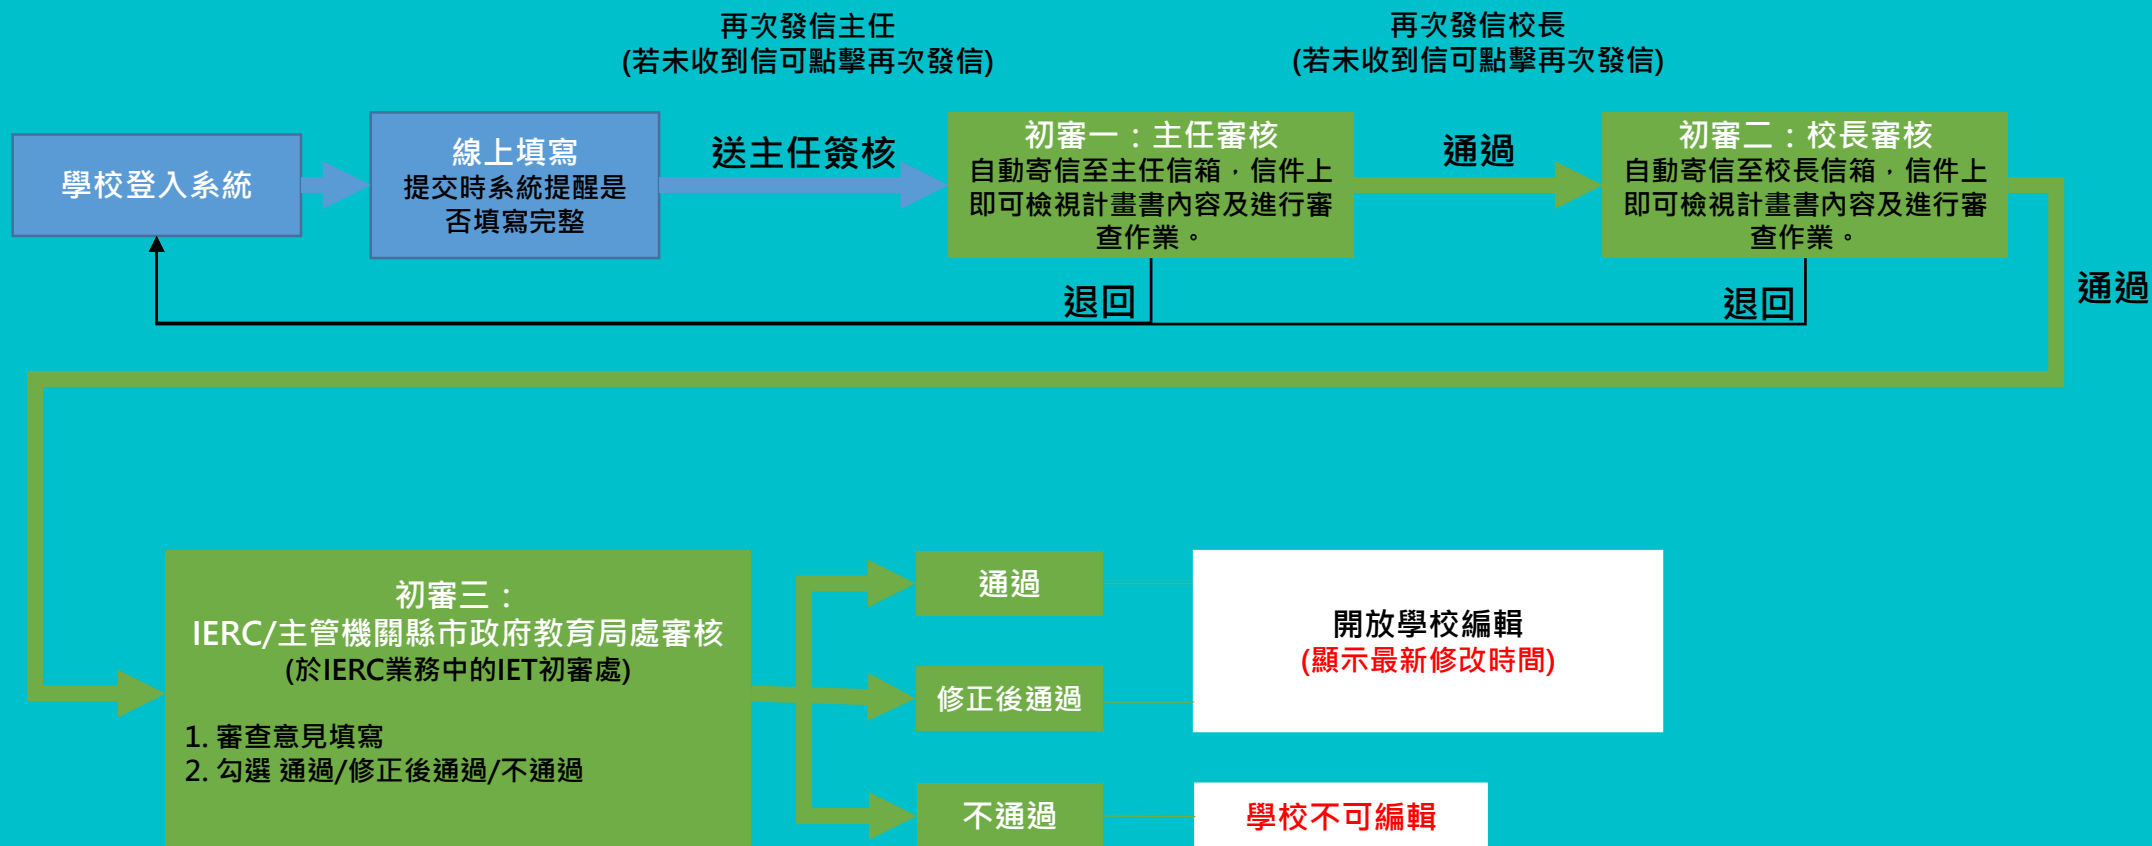 再次發信主任
(若未收到信可點擊再次發信)
再次發信校長
(若未收到信可點擊再次發信)
學校登入系統
線上填寫
提交時系統提醒是
否填寫完整
送主任簽核
初審一：主任審核
自動寄信至主任信箱，信件上
即可檢視計畫書內容及進行審
查作業。
通過
初審二：校長審核
自動寄信至校長信箱，信件上
即可檢視計畫書內容及進行審
查作業。
退回
退回
通過
初審三：
IERC/主管機關縣市政府教育局處審核
(於IERC業務中的IET初審處)
1. 審查意見填寫
2. 勾選 通過/修正後通過/不通過
通過
修正後通過
不通過
開放學校編輯
(顯示最新修改時間)
學校不可編輯